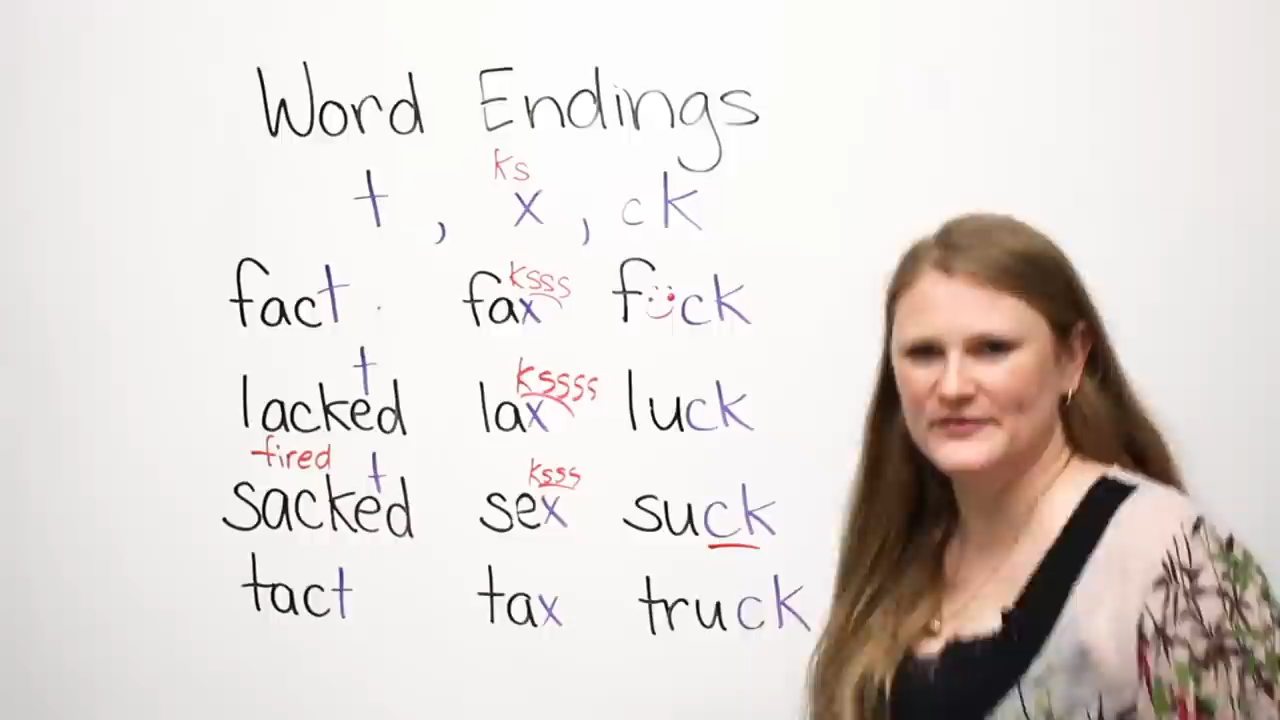 Word Endings
ks
t , x , ck
ksss
fact fax f🙂ck
t kssss
lacked lax luck
fired t ksss
sacked sex suck
tact tax truck